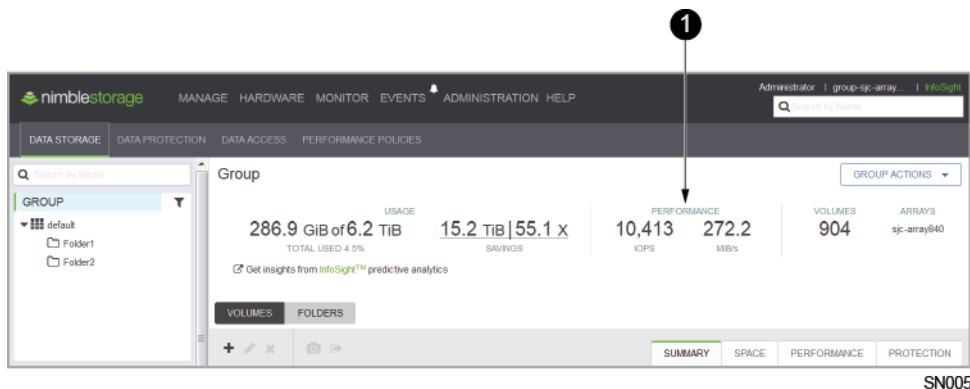 1
nimblestorage MANAGE HARDWARE MONITOR EVENTS ADMINISTRATION HELP
Administrator | group-sjc-array... | InfoSight
Search by Name
DATA STORAGE DATA PROTECTION DATA ACCESS PERFORMANCE POLICIES
Search by Name
GROUP
default
Folder1
Folder2
Group
GROUP ACTIONS
USAGE
286.9 GiB of 6.2 TiB 15.2 TiB | 55.1 X
TOTAL USED 4.5% SAVINGS
PERFORMANCE
10,413 272.2
IOPS MiB/s
VOLUMES
904
ARRAYS
sjc-array840
Get insights from InfoSight™ predictive analytics
VOLUMES FOLDERS
SUMMARY SPACE PERFORMANCE PROTECTION
SN005